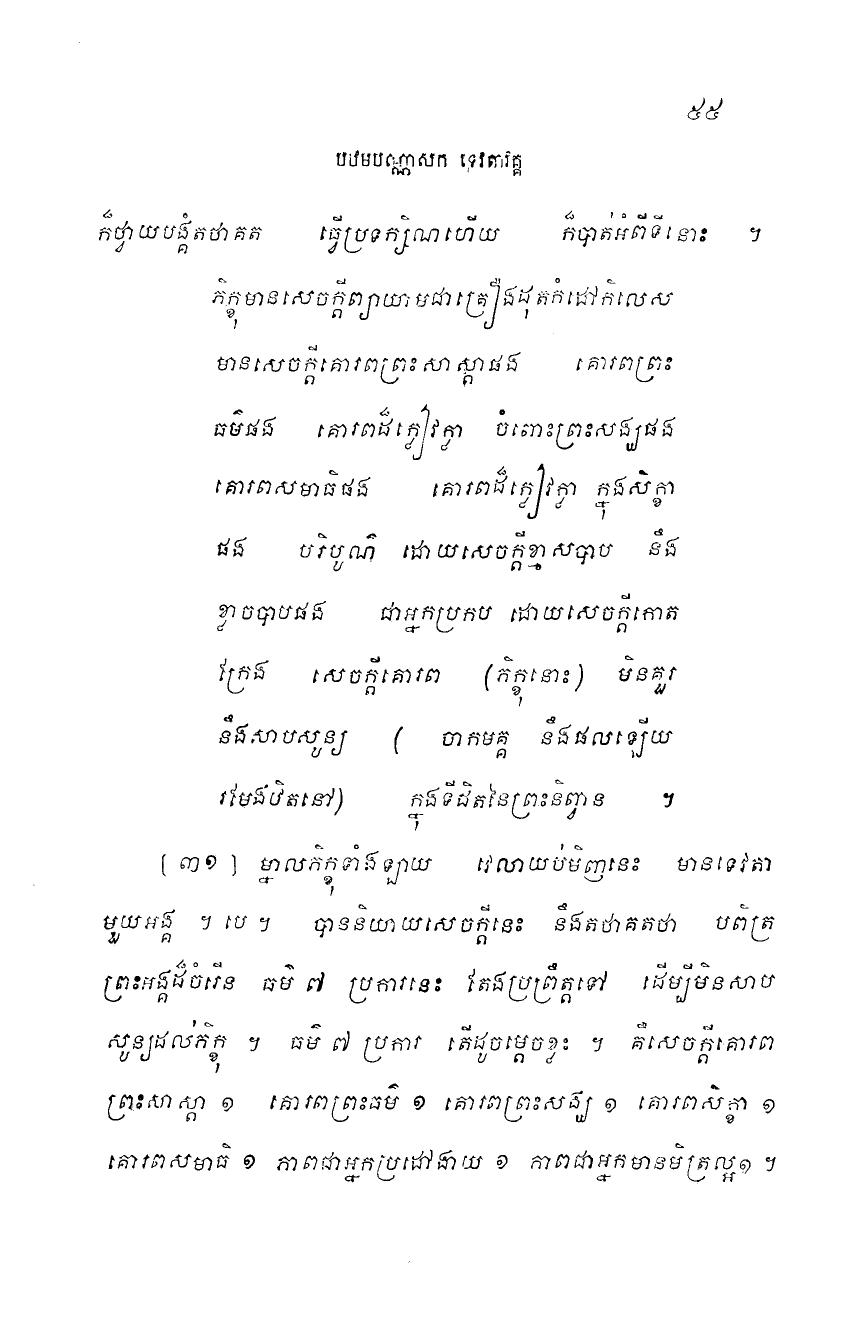 ៥៥
បឋមបណ្ណាសក ទេវតាវគ្គ
ក៏ថ្វាយបង្គំតថាគត ធ្វើប្រទក្សិណហើយ ក៏បាត់អំពីទីនោះ ។
ភិក្ខុមានសេចក្តីព្យាយាមជាគ្រឿងដុតកំដៅកិលេស
មានសេចក្តីគោរពព្រះសាស្តាផង គោរពព្រះ
ធម៌ផង គោរពដ៏ក្លៀវក្លា ចំពោះព្រះសង្ឃផង
គោរពសមាធិផង គោរពដ៏ក្លៀវក្លា ក្នុងសិក្ខា
ផង បរិបូណ៌ ដោយសេចក្តីខ្មាសបាប នឹង
ខ្លាចបាបផង ជាអ្នកប្រកប ដោយសេចក្តីកោត
ក្រែង សេចក្តីគោរព (ភិក្ខុនោះ) មិនគួរ
នឹងសាបសូន្យ ( ចាកមគ្គ នឹងផលឡើយ
រមែងឋិតនៅ) ក្នុងទីជិតនៃព្រះនិព្វាន ។
[ ៣១ ] ម្នាលភិក្ខុទាំងឡាយ វេលាយប់មិញនេះ មានទេវតា
មួយអង្គ ។ បេ ។ បាននិយាយសេចក្តីនេះ នឹងតថាគតថា បពិត្រ
ព្រះអង្គដ៏ចំរើន ធម៌ ៧ ប្រការនេះ តែងប្រព្រឹត្តទៅ ដើម្បីមិនសាប
សូន្យដល់ភិក្ខុ ។ ធម៌ ៧ ប្រការ តើដូចម្តេចខ្លះ ។ គឺសេចក្តីគោរព
ព្រះសាស្តា ១ គោរពព្រះធម៌ ១ គោរពព្រះសង្ឃ ១ គោរពសិក្ខា ១
គោរពសមាធិ ១ ភាពជាអ្នកប្រដៅងាយ ១ ភាពជាអ្នកមានមិត្រល្អ១ ។